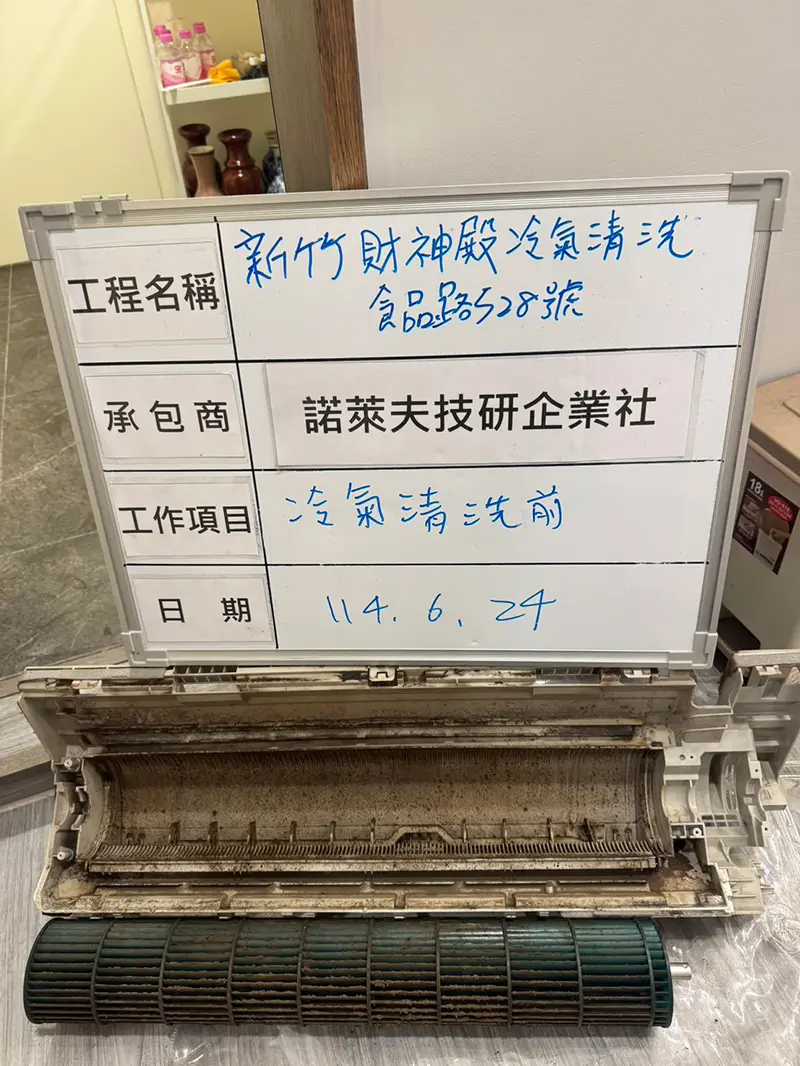 工程名稱
新竹財神殿冷氣清洗
食品路528號
承包商
諾萊夫技研企業社
工作項目
冷氣清洗前
日期
114.6.24
18L